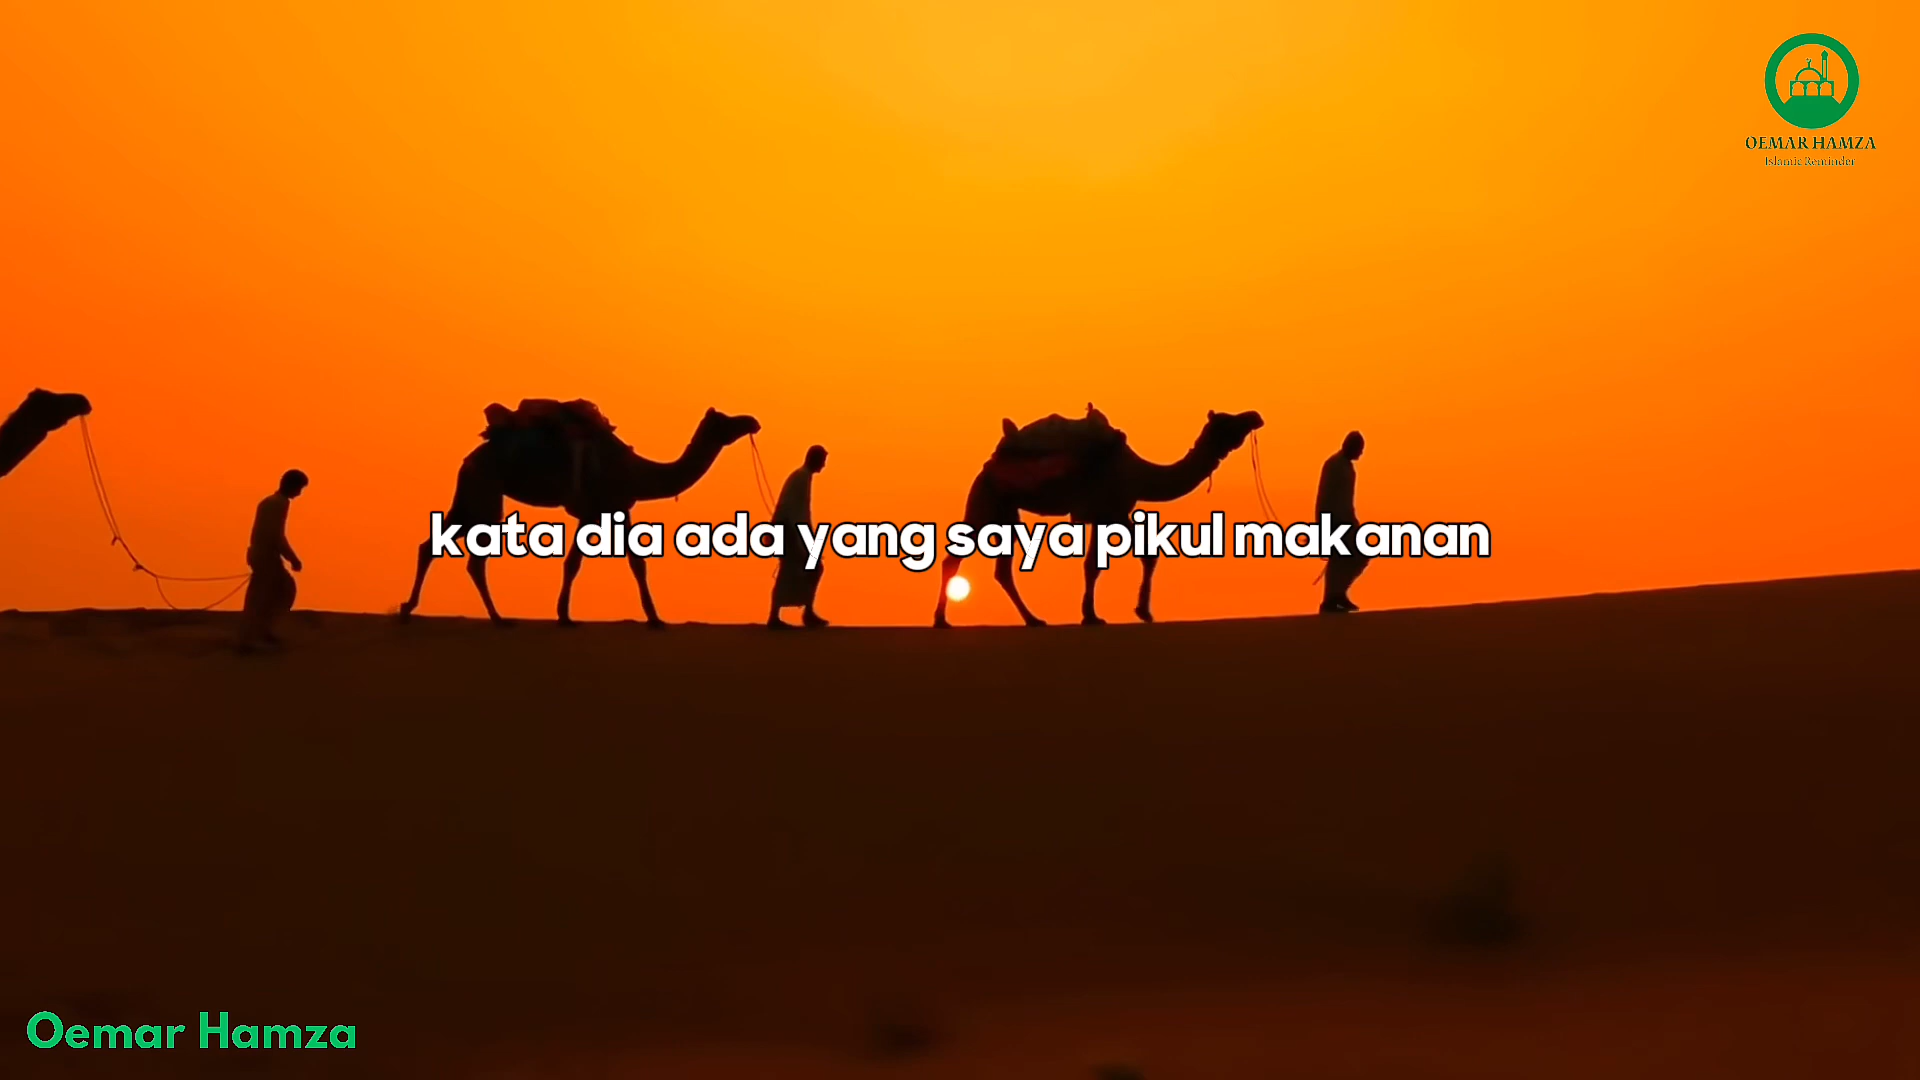 OEMAR HAMZA
Islamic Reminder
kata dia ada yang saya pikul makanan
Oemar Hamza